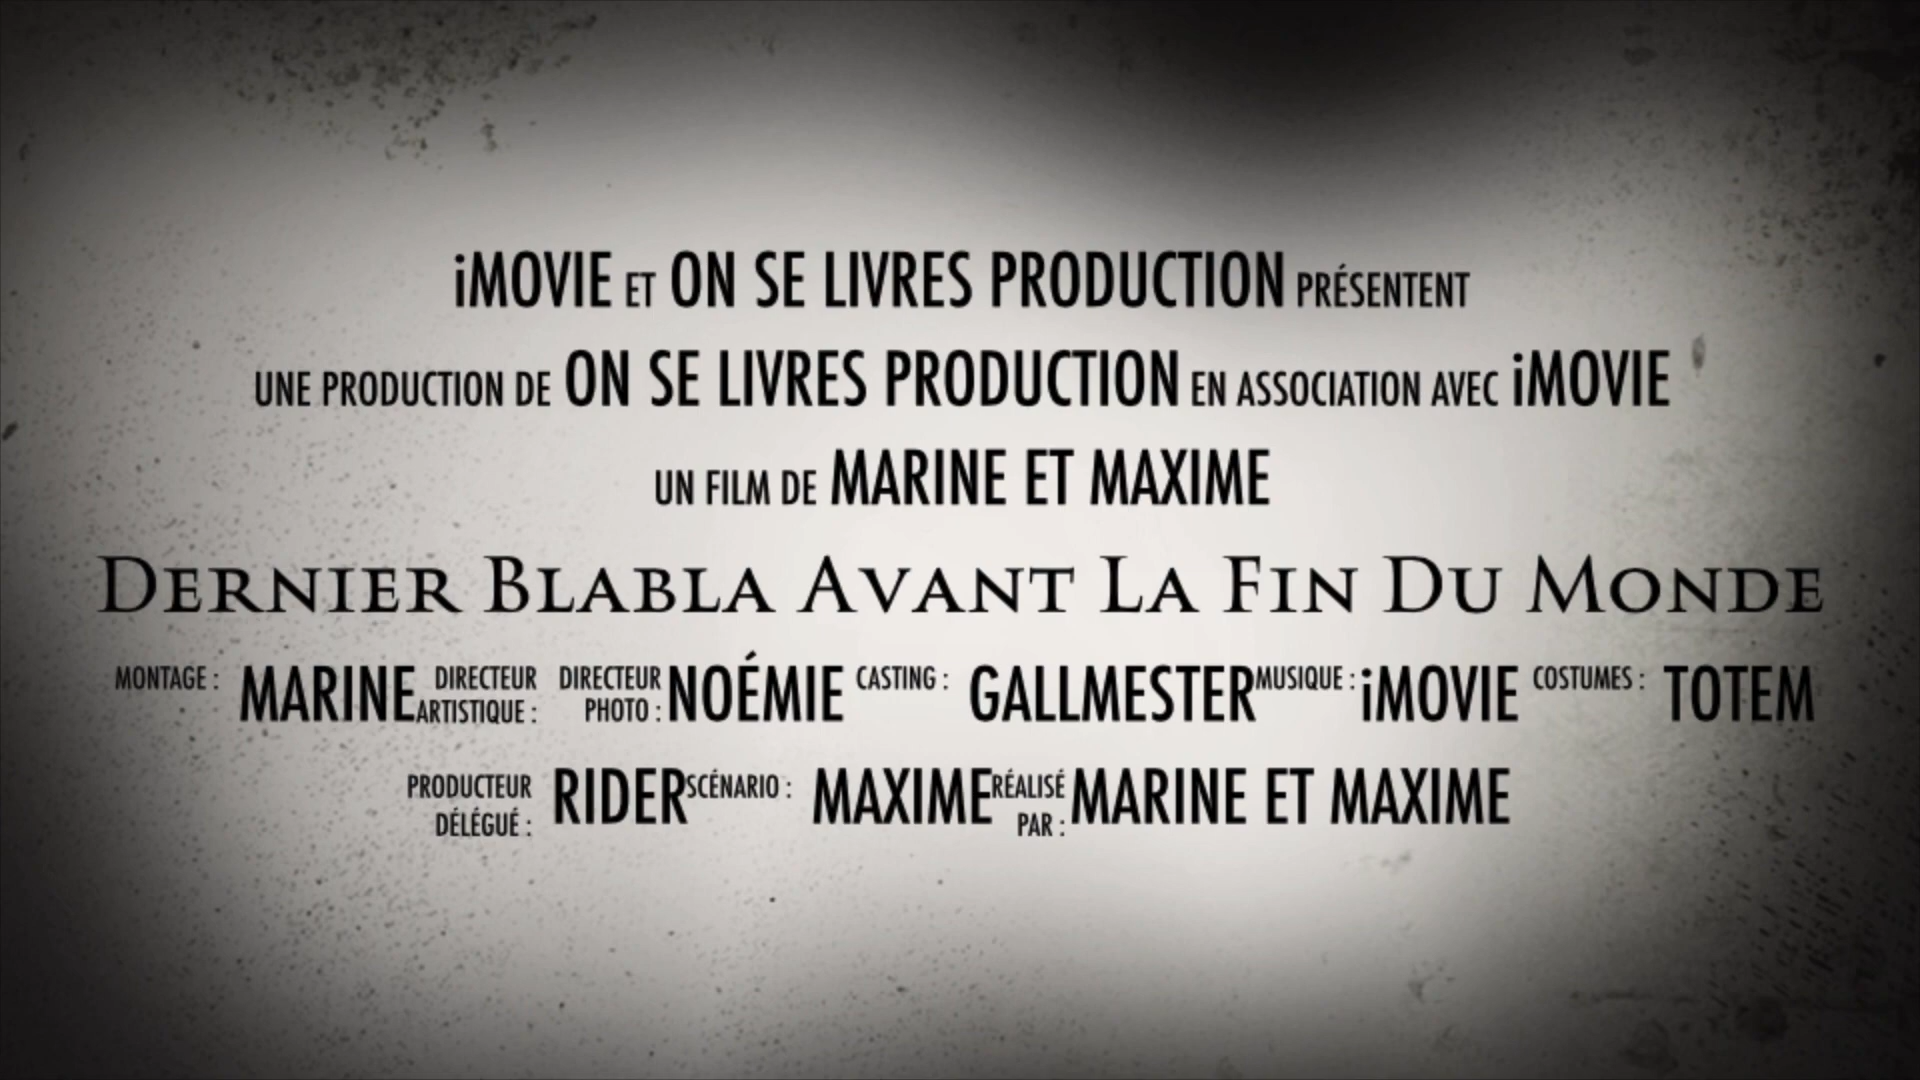 iMOVIE ET ON SE LIVRES PRODUCTION PRÉSENTENT
UNE PRODUCTION DE ON SE LIVRES PRODUCTION EN ASSOCIATION AVEC iMOVIE
UN FILM DE MARINE ET MAXIME
DERNIER BLABLA AVANT LA FIN DU MONDE
MONTAGE : MARINE DIRECTEUR ARTISTIQUE : DIRECTEUR PHOTO : NOÉMIE CASTING : GALLMESTER MUSIQUE : iMOVIE COSTUMES : TOTEM
PRODUCTEUR DÉLÉGUÉ : RIDER SCÉNARIO : MAXIME RÉALISÉ PAR : MARINE ET MAXIME